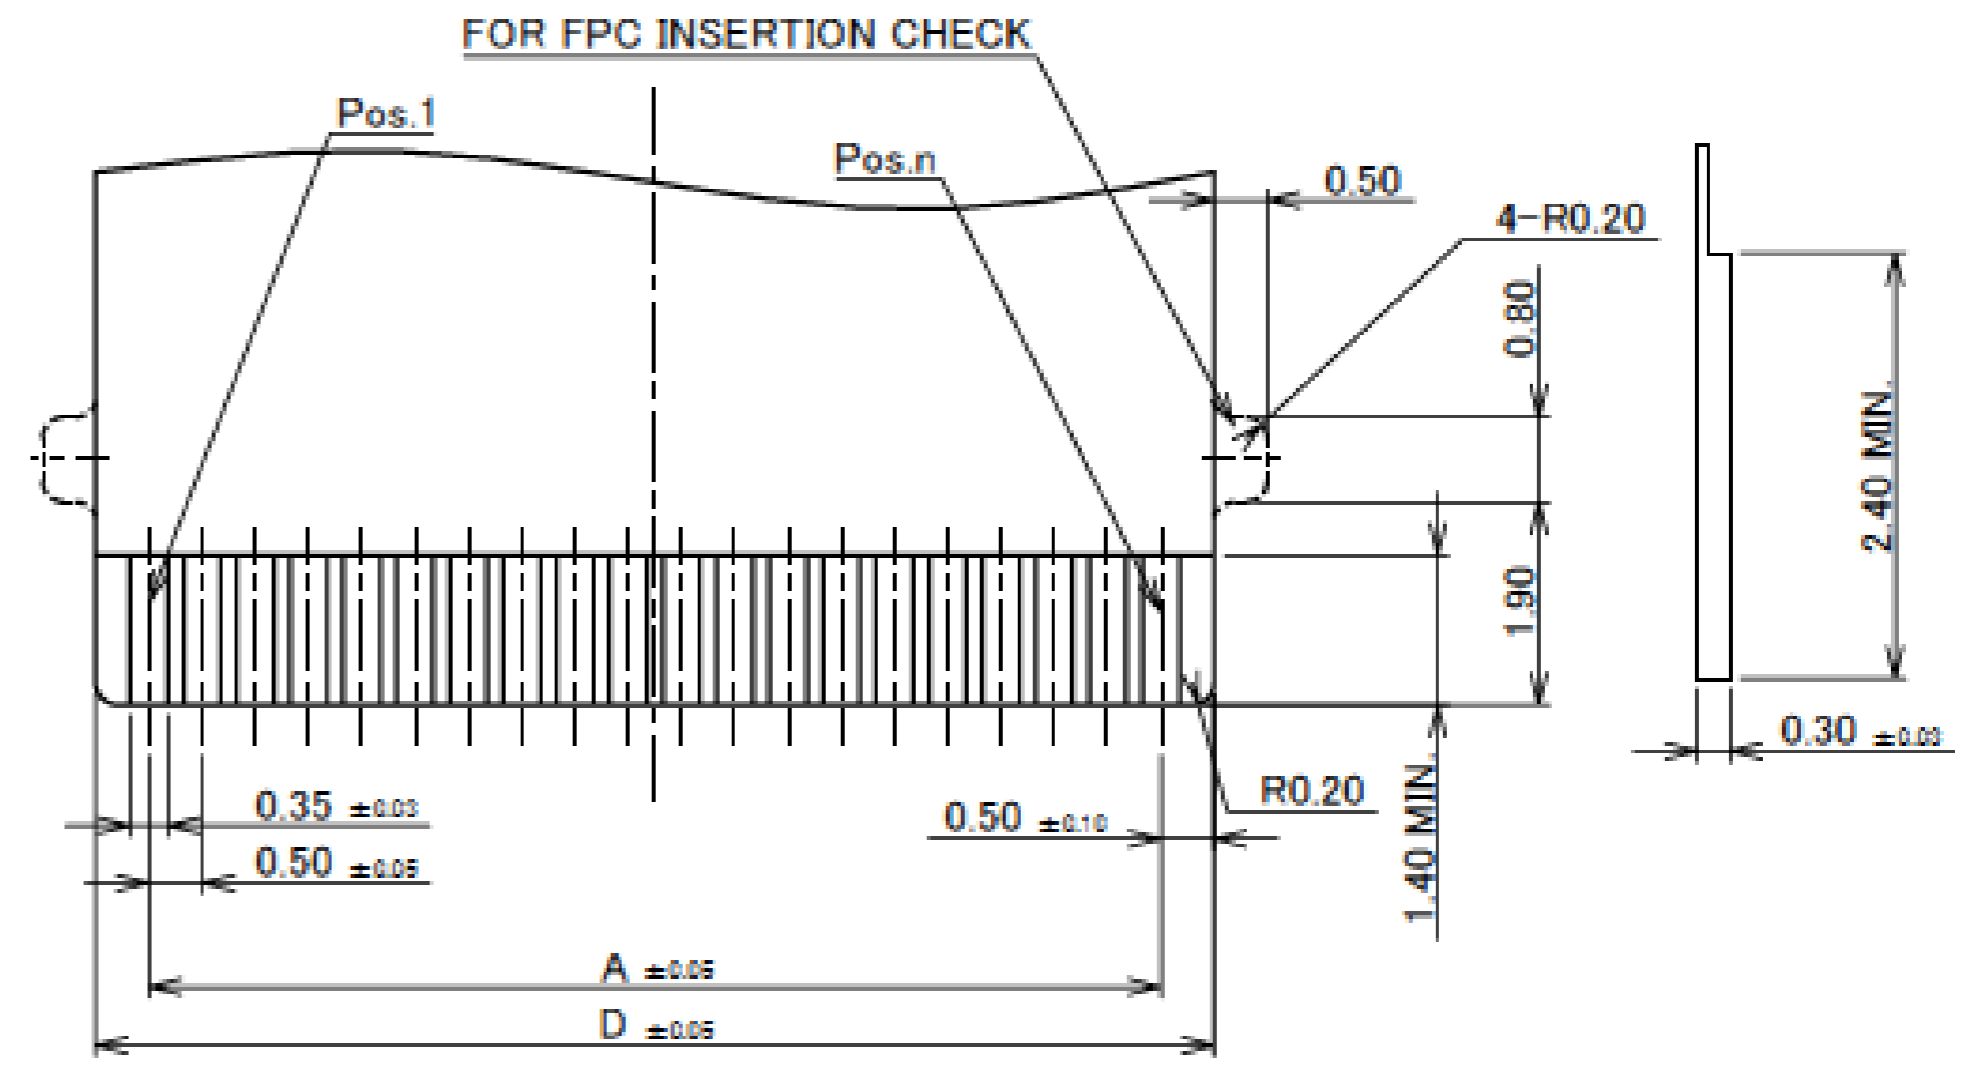 FOR FPC INSERTION CHECK
Pos.1
Pos.n
0.50
4-R0.20
0.80
2.40 MIN.
1.90
0.30 ±0.03
R0.20
0.35 ±0.03
0.50 ±0.10
1.40 MIN.
0.50 ±0.05
A ±0.05
D ±0.05